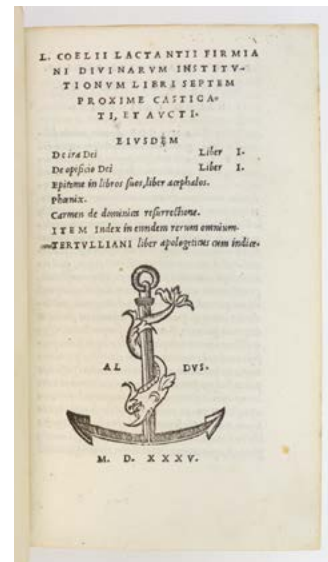 L. COELII LACTANTII FIRMIA
NI DIVINARVM INSTITV-
TIONVM LIBRI SEPTEM
PROXIME CASTIGA-
TI, ET AVCTI.
EIVSDEM
De ira Dei Liber I.
De opificio Dei Liber I.
Epitome in libros suos, liber acephalos.
Phœnix.
Carmen de dominica resurrectione.
ITEM Index in eundem rerum omnium.
TERTVLLIANI liber apologeticus cum indice.
AL DVS.
M. D. XXXV.